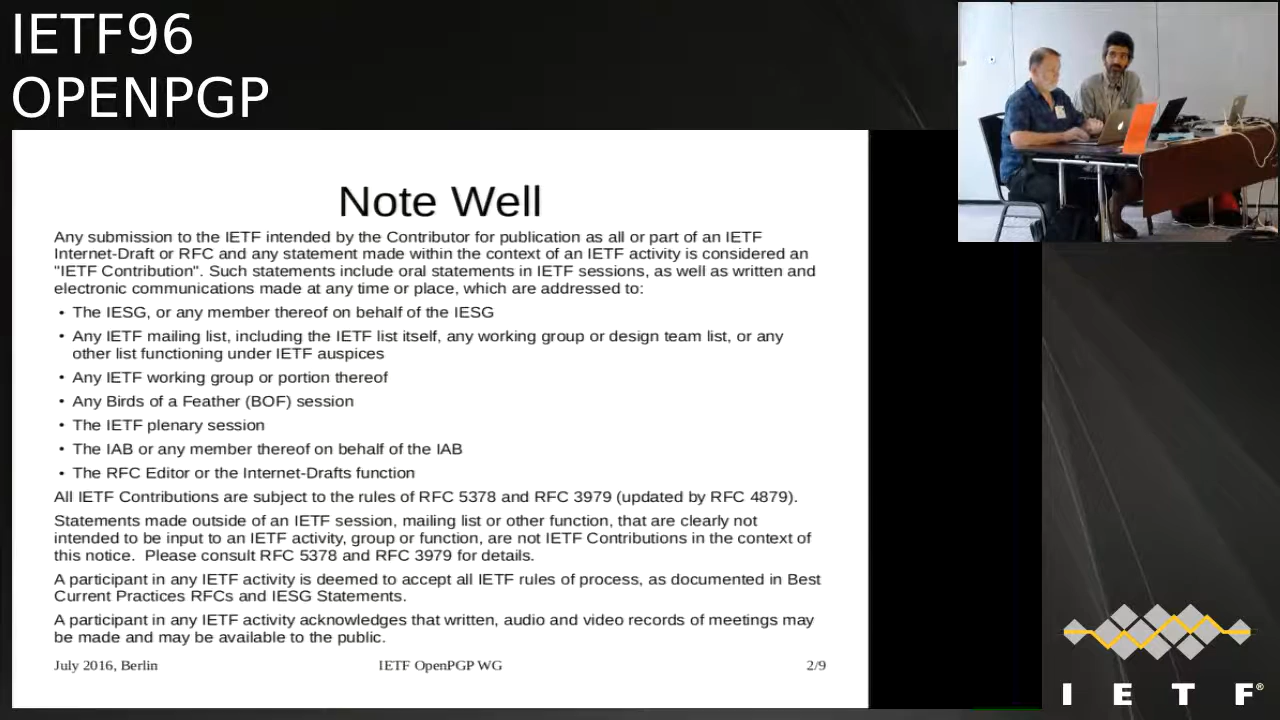 IETF96
OPENPGP
Note Well
Any submission to the IETF intended by the Contributor for publication as all or part of an IETF
Internet-Draft or RFC and any statement made within the context of an IETF activity is considered an
"IETF Contribution". Such statements include oral statements in IETF sessions, as well as written and
electronic communications made at any time or place, which are addressed to:
• The IESG, or any member thereof on behalf of the IESG
• Any IETF mailing list, including the IETF list itself, any working group or design team list, or any
other list functioning under IETF auspices
• Any IETF working group or portion thereof
• Any Birds of a Feather (BOF) session
• The IETF plenary session
• The IAB or any member thereof on behalf of the IAB
• The RFC Editor or the Internet-Drafts function
All IETF Contributions are subject to the rules of RFC 5378 and RFC 3979 (updated by RFC 4879).
Statements made outside of an IETF session, mailing list or other function, that are clearly not
intended to be input to an IETF activity, group or function, are not IETF Contributions in the context of
this notice.  Please consult RFC 5378 and RFC 3979 for details.
A participant in any IETF activity is deemed to accept all IETF rules of process, as documented in Best
Current Practices RFCs and IESG Statements.
A participant in any IETF activity acknowledges that written, audio and video records of meetings may
be made and may be available to the public.
July 2016, Berlin IETF OpenPGP WG 2/9
I E T F®